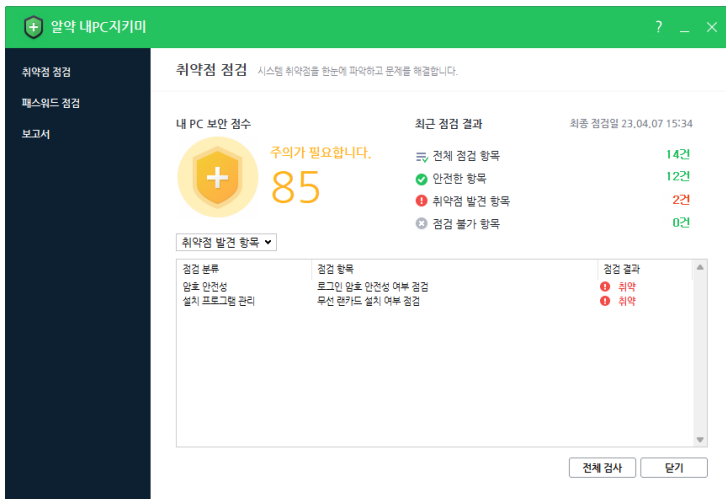 알약 내PC지키미
?
취약점 점검
패스워드 점검
보고서
취약점 점검 시스템 취약점을 한눈에 파악하고 문제를 해결합니다.
내 PC 보안 점수
주의가 필요합니다.
85
최근 점검 결과 최종 점검일 23.04.07 15:34
전체 점검 항목 14건
안전한 항목 12건
취약점 발견 항목 2건
점검 불가 항목 0건
취약점 발견 항목
점검 분류 점검 항목 점검 결과
암호 안전성 로그인 암호 안전성 여부 점검 취약
설치 프로그램 관리 무선 랜카드 설치 여부 점검 취약
전체 검사 닫기